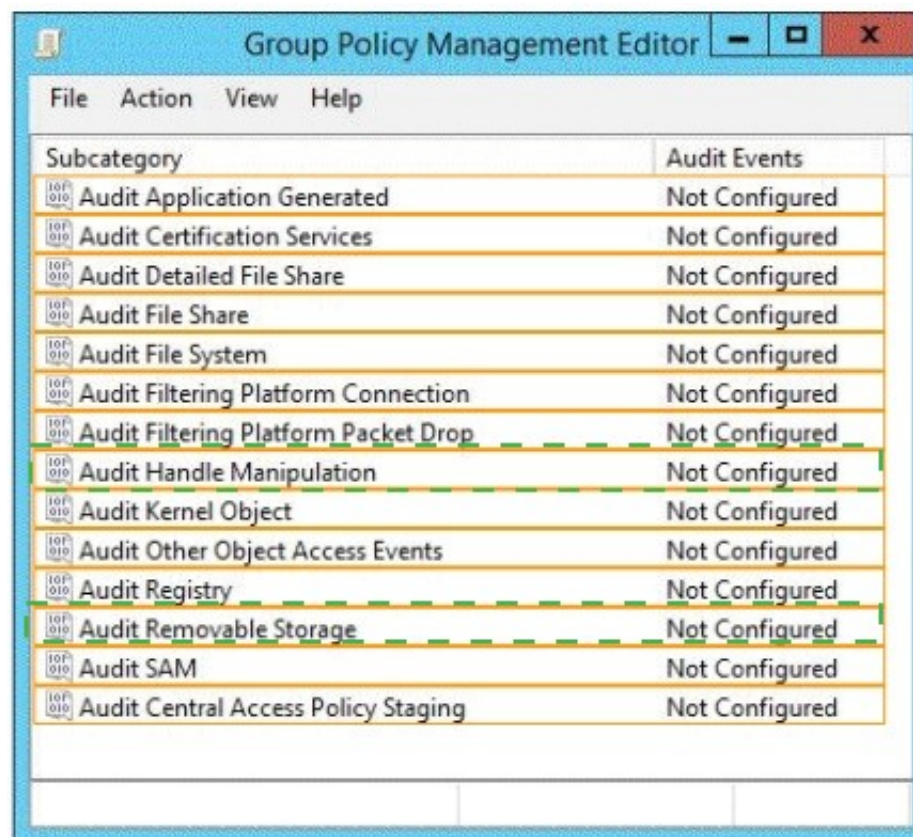 Group Policy Management Editor
File Action View Help
Subcategory Audit Events
Audit Application Generated Not Configured
Audit Certification Services Not Configured
Audit Detailed File Share Not Configured
Audit File Share Not Configured
Audit File System Not Configured
Audit Filtering Platform Connection Not Configured
Audit Filtering Platform Packet Drop Not Configured
Audit Handle Manipulation Not Configured
Audit Kernel Object Not Configured
Audit Other Object Access Events Not Configured
Audit Registry Not Configured
Audit Removable Storage Not Configured
Audit SAM Not Configured
Audit Central Access Policy Staging Not Configured